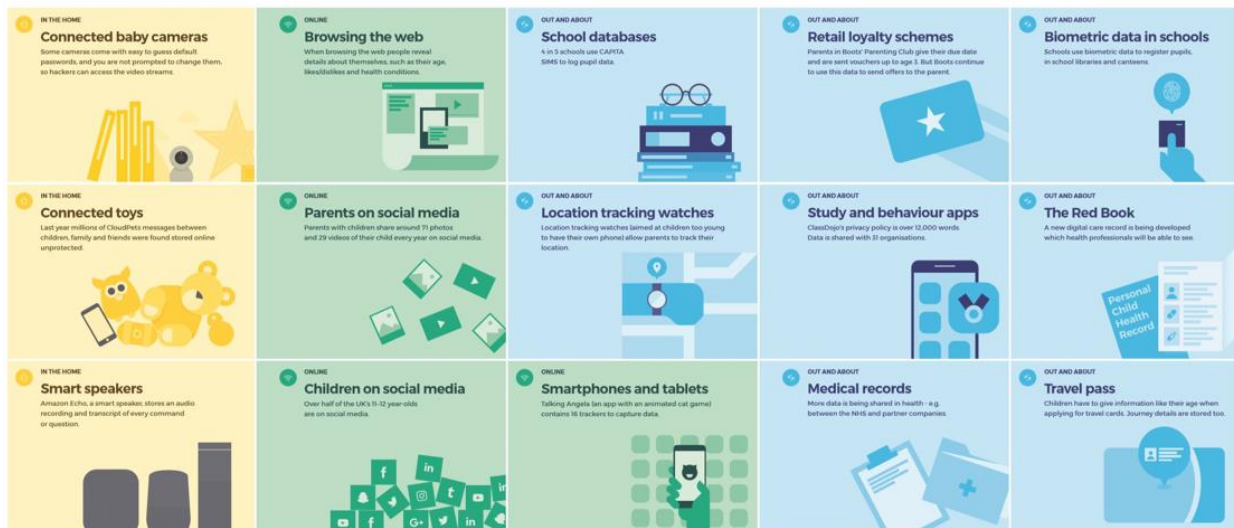 IN THE HOME
Connected baby cameras
Some cameras come with easy to guess default
passwords, and you are not prompted to change them,
so hackers can access the video streams.
ONLINE
Browsing the web
When browsing the web people reveal
details about themselves, such as their age,
likes/dislikes and health conditions.
OUT AND ABOUT
School databases
4 in 5 schools use CAPITA
SIMS to log pupil data.
OUT AND ABOUT
Retail loyalty schemes
Parents in Boots' Parenting Club give their due date
and are sent vouchers up to age 3. But Boots continue
to use this data to send offers to the parent.
OUT AND ABOUT
Biometric data in schools
Schools use biometric data to register pupils,
in school libraries and canteens.
IN THE HOME
Connected toys
Last year millions of CloudPets messages between
children, family and friends were found stored online
unprotected.
ONLINE
Parents on social media
Parents with children share around 71 photos
and 29 videos of their child every year on social media.
OUT AND ABOUT
Location tracking watches
Location tracking watches (aimed at children too young
to have their own phone) allow parents to track their
location.
OUT AND ABOUT
Study and behaviour apps
ClassDojo's privacy policy is over 12,000 words.
Data is shared with 31 organisations.
OUT AND ABOUT
The Red Book
A new digital care record is being developed
which health professionals will be able to see.
Personal
Child
Health
Record
IN THE HOME
Smart speakers
Amazon Echo, a smart speaker, stores an audio
recording and transcript of every command
or question.
ONLINE
Children on social media
Over half of the UK's 11-12 year-olds
are on social media.
f
in
t
in
f
G+
ONLINE
Smartphones and tablets
Talking Angela (an app with an animated cat game)
contains 16 trackers to capture data.
OUT AND ABOUT
Medical records
More data is being shared in health - e.g.
between the NHS and partner companies.
OUT AND ABOUT
Travel pass
Children have to give information like their age when
applying for travel cards. Journey details are stored too.